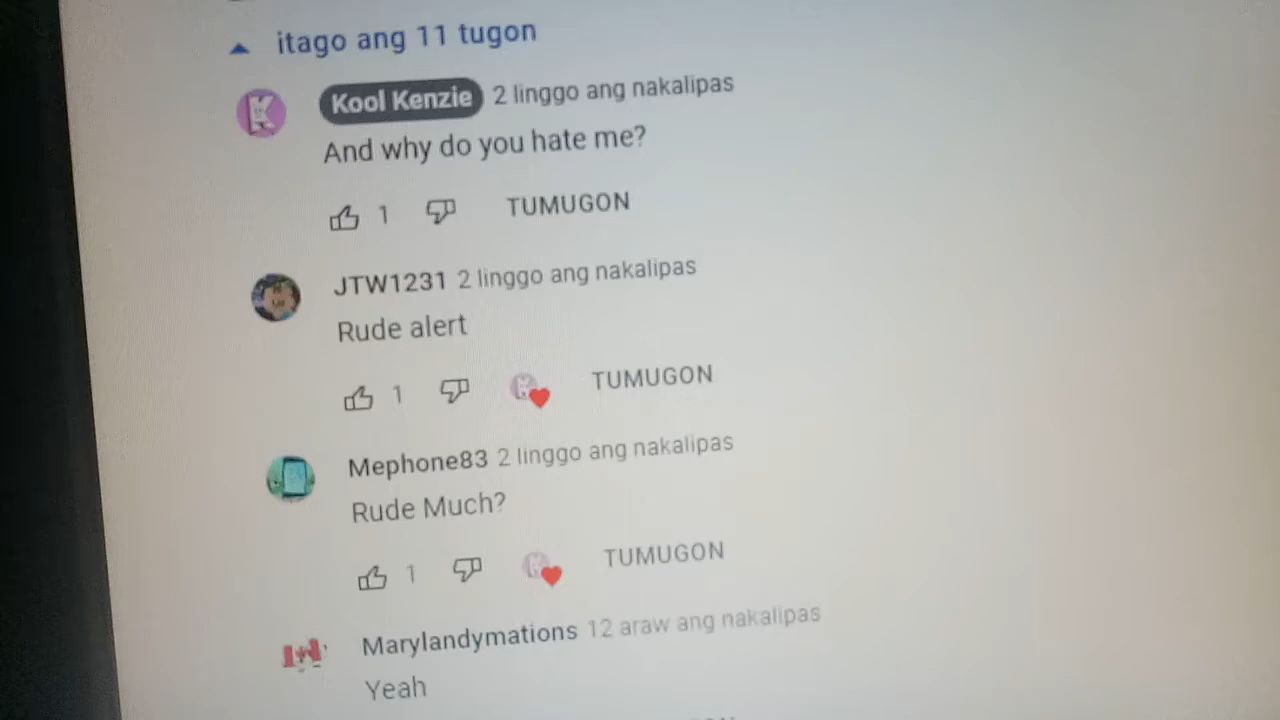 itago ang 11 tugon
Kool Kenzie 2 linggo ang nakalipas
And why do you hate me?
1 TUMUGON
JTW1231 2 linggo ang nakalipas
Rude alert
1 TUMUGON
Mephone83 2 linggo ang nakalipas
Rude Much?
1 TUMUGON
Marylandymations 12 araw ang nakalipas
Yeah